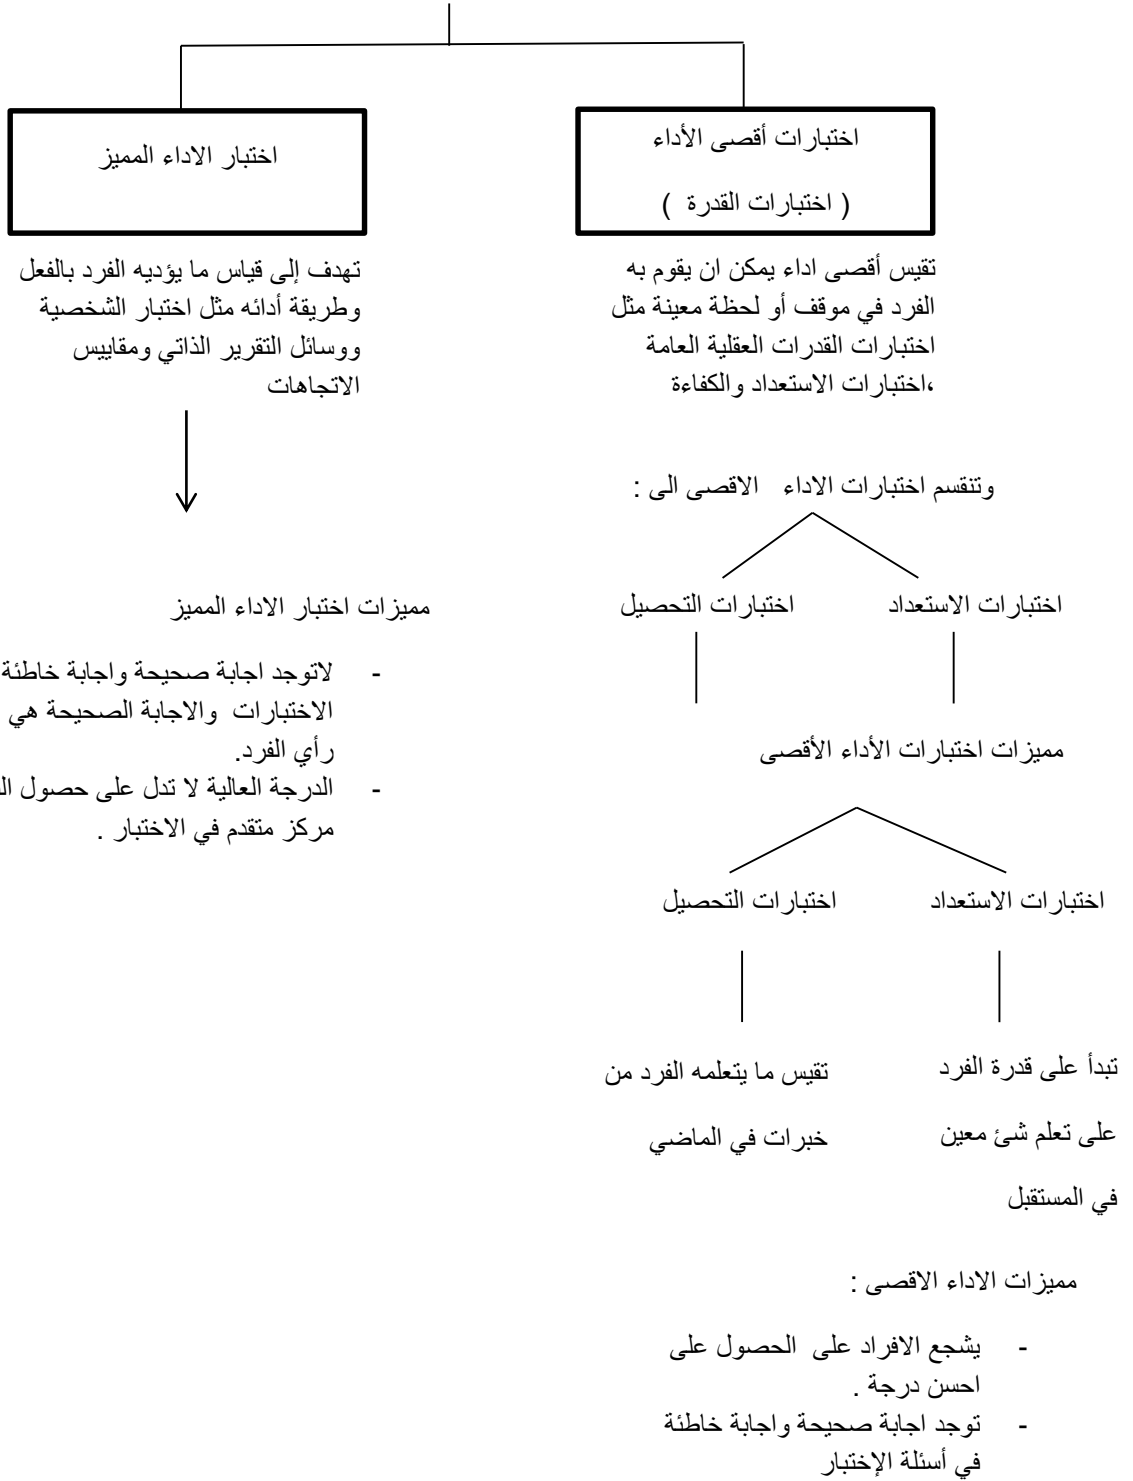 اختبارات أقصى الأداء
( اختبارات القدرة )
تقيس أقصى اداء يمكن ان يقوم به
الفرد في موقف أو لحظة معينة مثل
اختبارات القدرات العقلية العامة
،اختبارات الاستعداد والكفاءة
وتنقسم اختبارات الاداء الاقصى الى :
اختبارات الاستعداد
اختبارات التحصيل
مميزات اختبارات الأداء الأقصى
اختبارات الاستعداد
اختبارات التحصيل
تبدأ على قدرة الفرد
على تعلم شئ معين
في المستقبل
تقيس ما يتعلمه الفرد من
خبرات في الماضي
مميزات الاداء الاقصى :
- يشجع الافراد على الحصول على
احسن درجة .
- توجد اجابة صحيحة واجابة خاطئة
في أسئلة الإختبار
اختبار الاداء المميز
تهدف إلى قياس ما يؤديه الفرد بالفعل
وطريقة أدائه مثل اختبار الشخصية
ووسائل التقرير الذاتي ومقاييس
الاتجاهات
مميزات اختبار الاداء المميز
- لاتوجد اجابة صحيحة واجابة خاطئة
الاختبارات والاجابة الصحيحة هي
رأي الفرد.
- الدرجة العالية لا تدل على حصول
مركز متقدم في الاختبار .